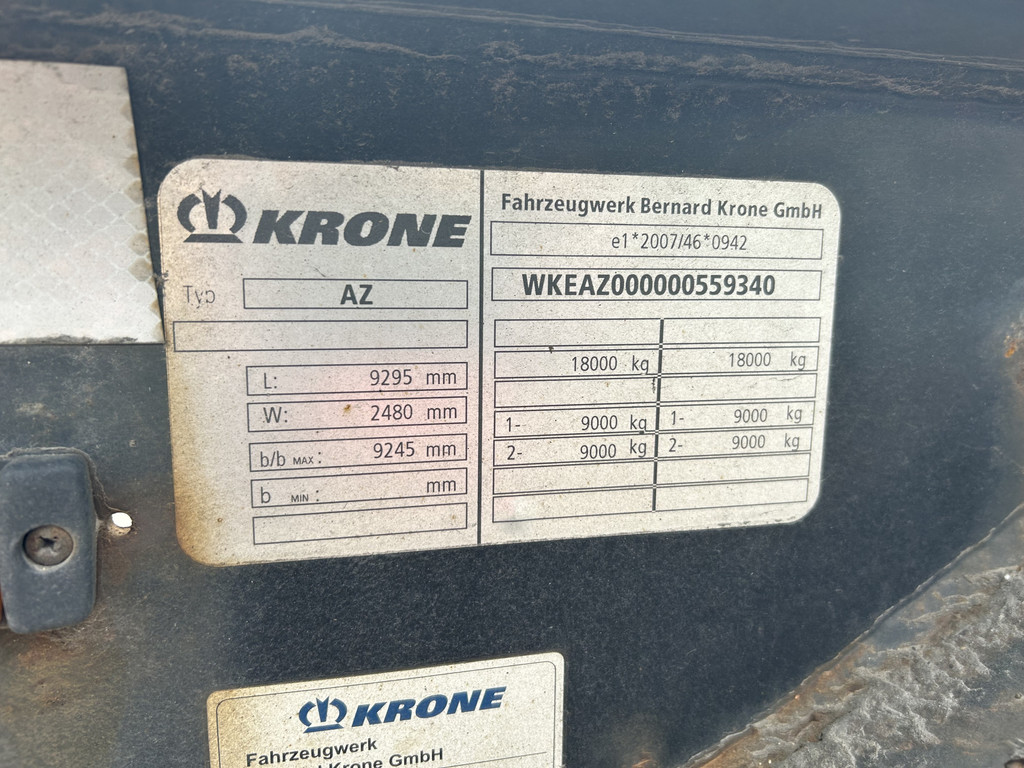 KRONE
Typ AZ
L: 9295 mm
W: 2480 mm
b/b MAX : 9245 mm
b MIN : mm
Fahrzeugwerk Bernard Krone GmbH
e1*2007/46*0942
WKEAZ000000559340
18000 kg 18000 kg
1- 9000 kg 1- 9000 kg
2- 9000 kg 2- 9000 kg
KRONE
Fahrzeugwerk
Krone GmbH